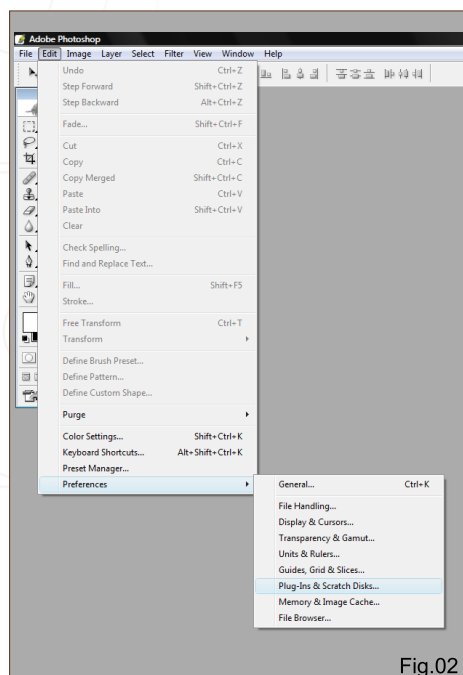 Adobe Photoshop
File Edit Image Layer Select Filter View Window Help
Undo Ctrl+Z
Step Forward Shift+Ctrl+Z
Step Backward Alt+Ctrl+Z
Fade... Shift+Ctrl+F
Cut Ctrl+X
Copy Ctrl+C
Copy Merged Shift+Ctrl+C
Paste Ctrl+V
Paste Into Shift+Ctrl+V
Clear
Check Spelling...
Find and Replace Text...
Fill... Shift+F5
Stroke...
Free Transform Ctrl+T
Transform
Define Brush Preset...
Define Pattern...
Define Custom Shape...
Purge
Color Settings... Shift+Ctrl+K
Keyboard Shortcuts... Alt+Shift+Ctrl+K
Preset Manager...
Preferences
General... Ctrl+K
File Handling...
Display & Cursors...
Transparency & Gamut...
Units & Rulers...
Guides, Grid & Slices...
Plug-Ins & Scratch Disks...
Memory & Image Cache...
File Browser...
Fig.02